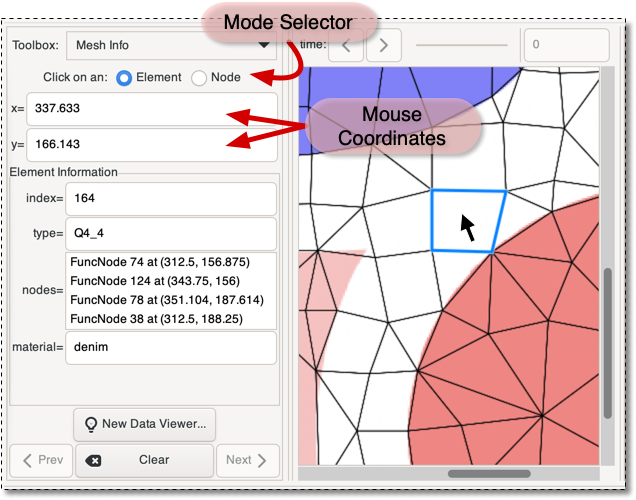 Mode Selector
Toolbox: Mesh Info
time: 0
Click on an: Element Node
x= 337.633
y= 166.143
Mouse
Coordinates
Element Information
index= 164
type= Q4_4
nodes=
FuncNode 74 at (312.5, 156.875)
FuncNode 124 at (343.75, 156)
FuncNode 78 at (351.104, 187.614)
FuncNode 38 at (312.5, 188.25)
material= denim
New Data Viewer...
Prev Clear Next